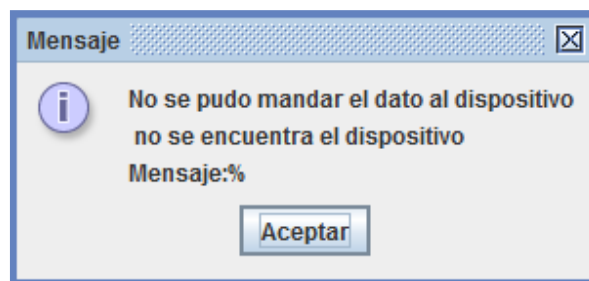 Mensaje
No se pudo mandar el dato al dispositivo
no se encuentra el dispositivo
Mensaje:%
Aceptar